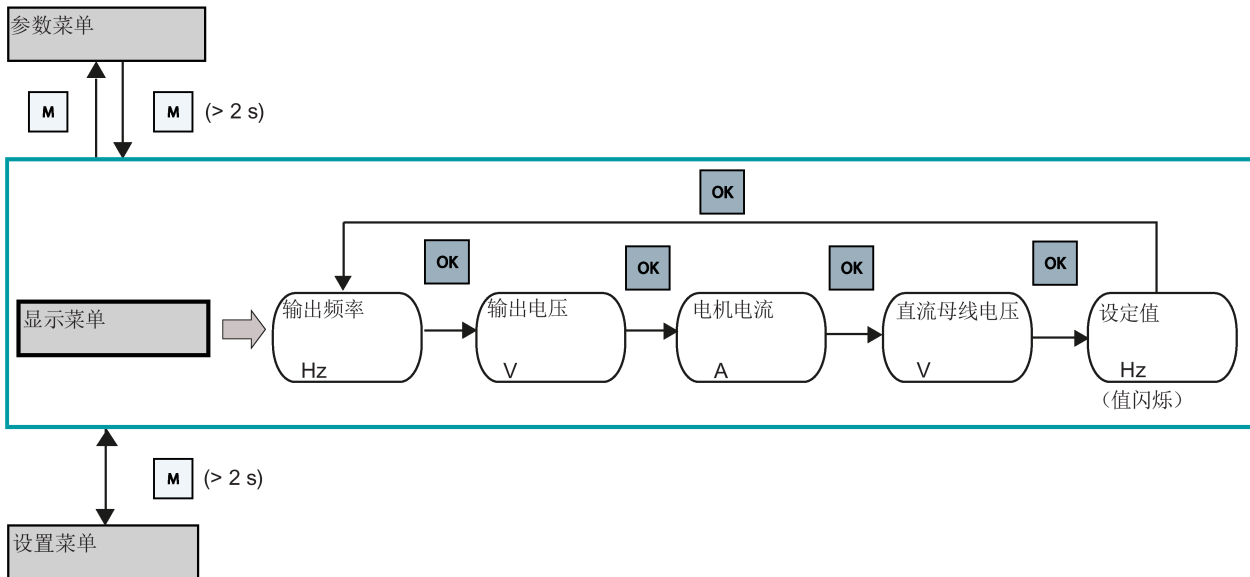 参数菜单
M
M
(> 2 s)
OK
OK
OK
OK
OK
显示菜单
输出频率
Hz
输出电压
V
电机电流
A
直流母线电压
V
设定值
Hz
（值闪烁）
M
(> 2 s)
设置菜单